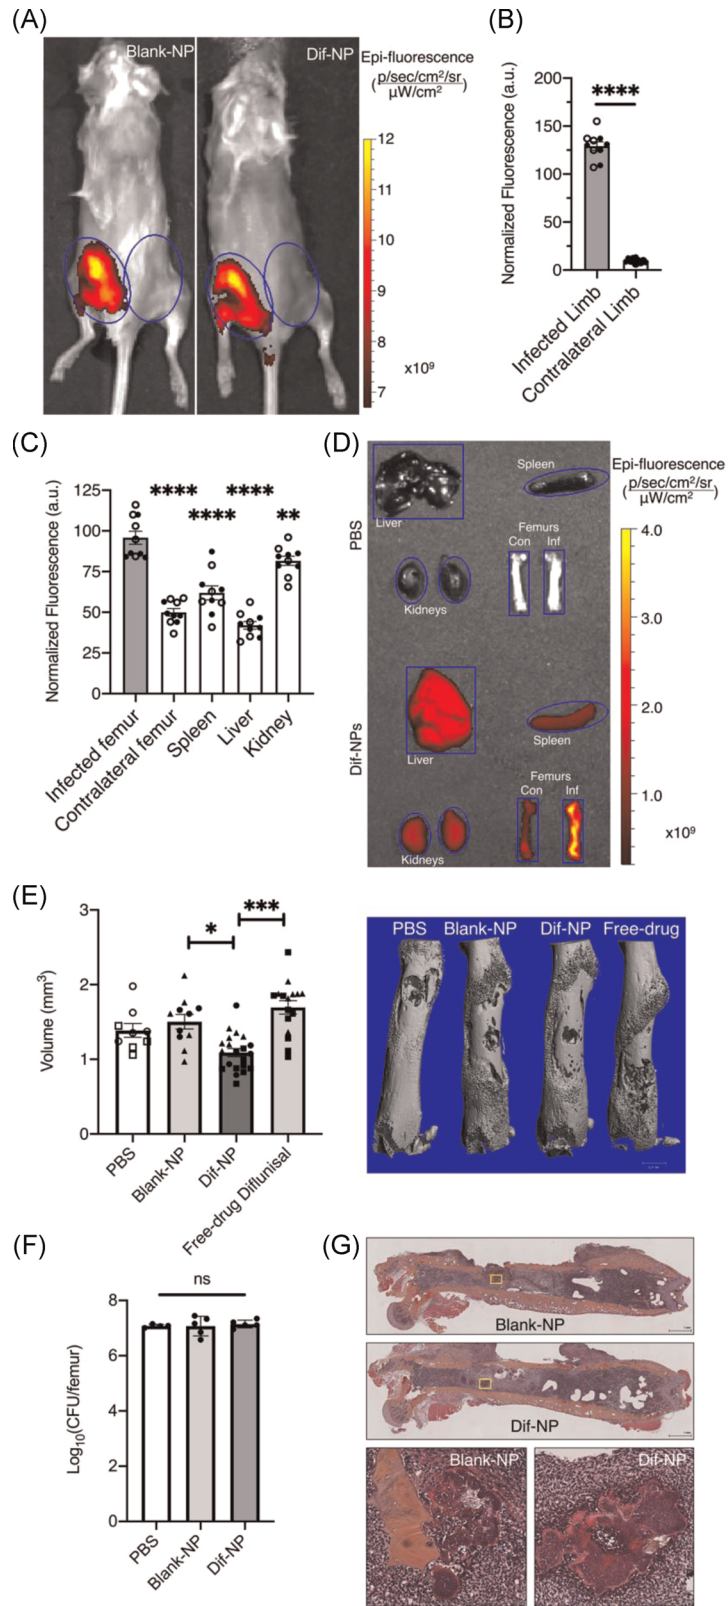 (A)
Blank-NP
Dif-NP
Epi-fluorescence
(p/sec/cm²/sr
μW/cm²)
12
11
10
9
8
7
x10⁹
(B)
Normalized Fluorescence (a.u.)
200
150
100
50
0
****
Infected Limb
Contralateral Limb
(C)
Normalized Fluorescence (a.u.)
125
100
75
50
25
0
****
****
****
**
Infected femur
Contralateral femur
Spleen
Liver
Kidney
(D)
PBS
Liver
Spleen
Femurs
Con Inf
Kidneys
Dif-NPs
Liver
Spleen
Femurs
Con Inf
Kidneys
Epi-fluorescence
(p/sec/cm²/sr
μW/cm²)
4.0
3.0
2.0
1.0
x10⁹
(E)
Volume (mm³)
3
2
1
0
*
***
PBS
Blank-NP
Dif-NP
Free-drug Diflunisal
PBS Blank-NP Dif-NP Free-drug
(F)
Log₁₀(CFU/femur)
8
6
4
2
0
ns
PBS
Blank-NP
Dif-NP
(G)
Blank-NP
Dif-NP
Blank-NP
Dif-NP